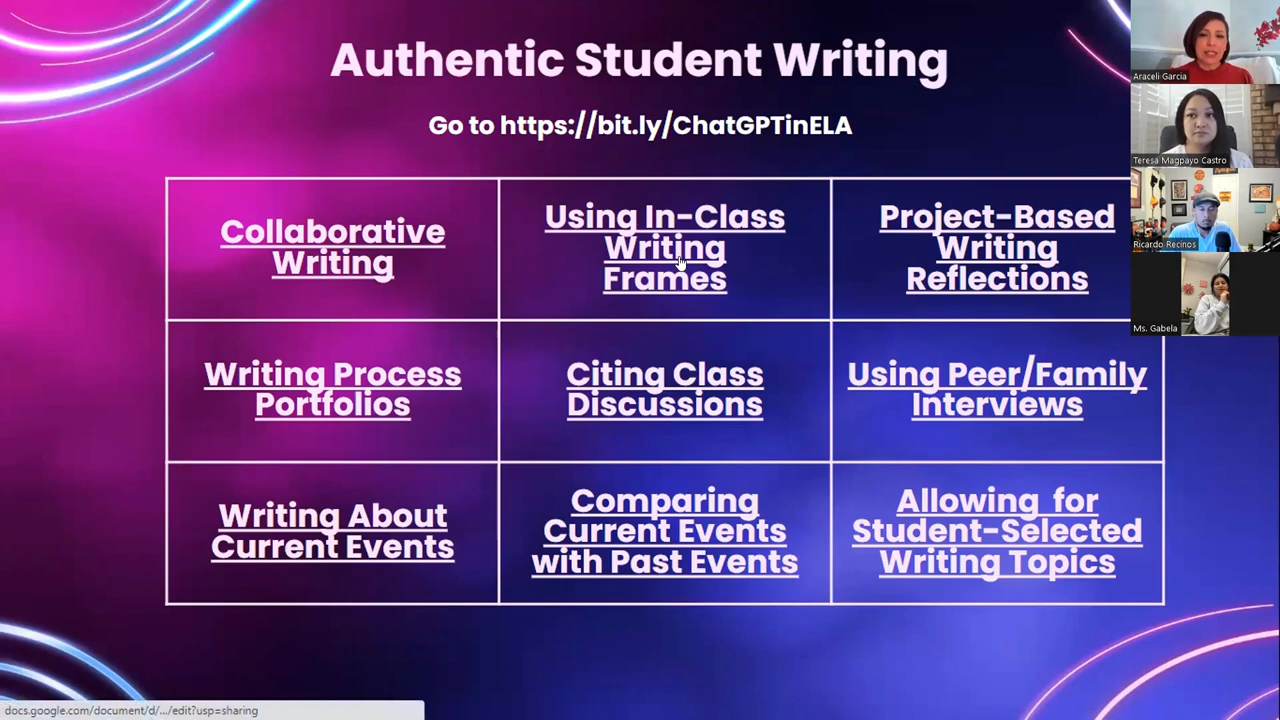 Authentic Student Writing
Go to https://bit.ly/ChatGPTinELA
Collaborative
Writing
Using In-Class
Writing
Frames
Project-Based
Writing
Reflections
Writing Process
Portfolios
Citing Class
Discussions
Using Peer/Family
Interviews
Writing About
Current Events
Comparing
Current Events
with Past Events
Allowing for
Student-Selected
Writing Topics
Araceli Garcia
Teresa Magpayo Castro
Ricardo Recinos
Ms. Gabela
docs.google.com/document/d/.../edit?usp=sharing